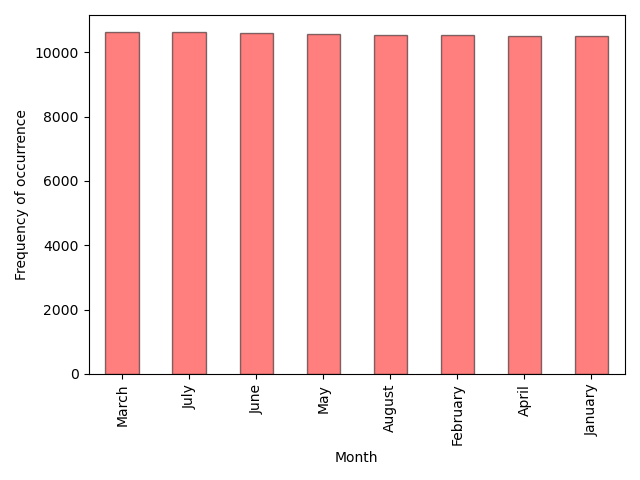 Frequency of occurrence
10000
8000
6000
4000
2000
0
March
July
June
May
August
February
April
January
Month